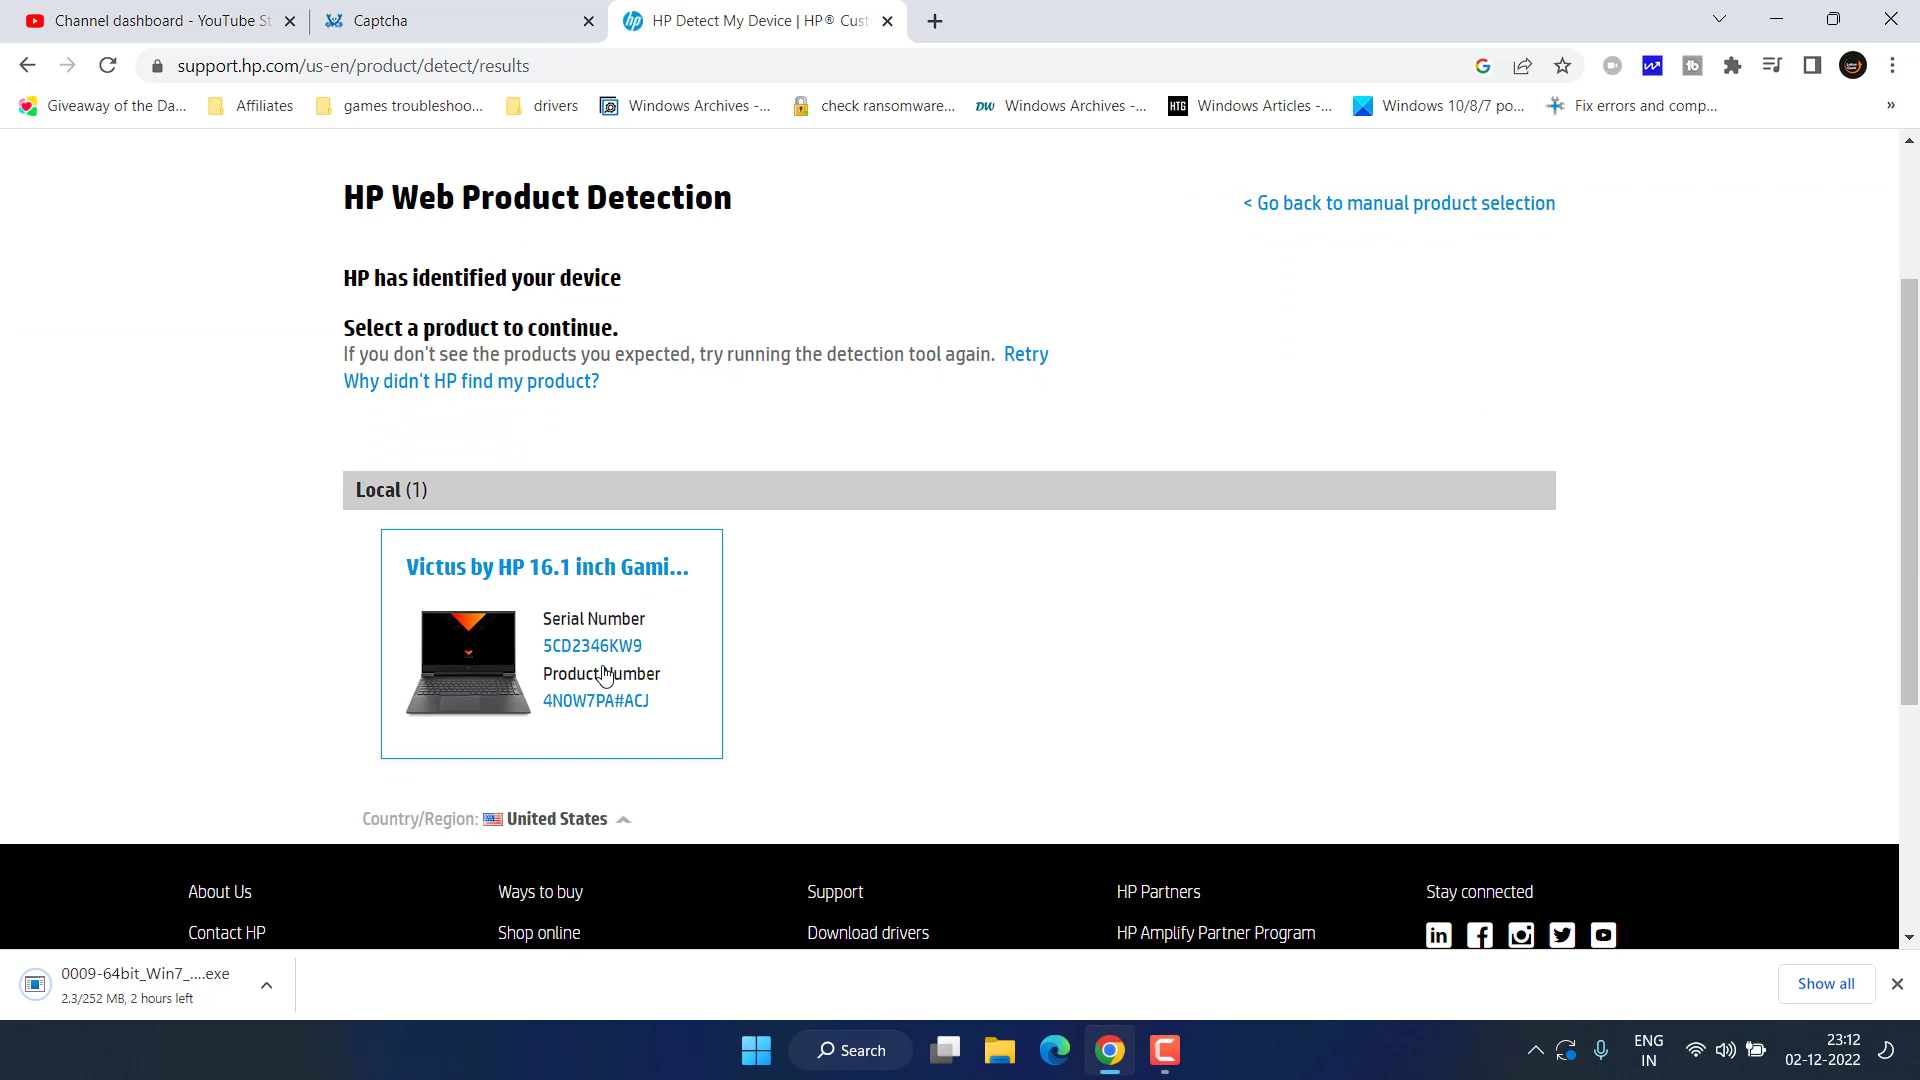 Channel dashboard - YouTube St
Captcha
HP Detect My Device | HP® Cust
support.hp.com/us-en/product/detect/results
Giveaway of the Da...
Affiliates
games troubleshoo...
drivers
Windows Archives -...
check ransomware...
DW
Windows Archives -...
HTG
Windows Articles -...
Windows 10/8/7 po...
Fix errors and comp...
»
HP Web Product Detection
< Go back to manual product selection
HP has identified your device
Select a product to continue.
If you don't see the products you expected, try running the detection tool again. Retry
Why didn't HP find my product?
Local (1)
Victus by HP 16.1 inch Gami...
Serial Number
5CD2346KW9
Product Number
4N0W7PA#ACJ
Country/Region: United States
About Us
Ways to buy
Support
HP Partners
Stay connected
Contact HP
Shop online
Download drivers
HP Amplify Partner Program
0009-64bit_Win7_....exe
2.3/252 MB, 2 hours left
Show all
Search
ENG
IN
23:12
02-12-2022